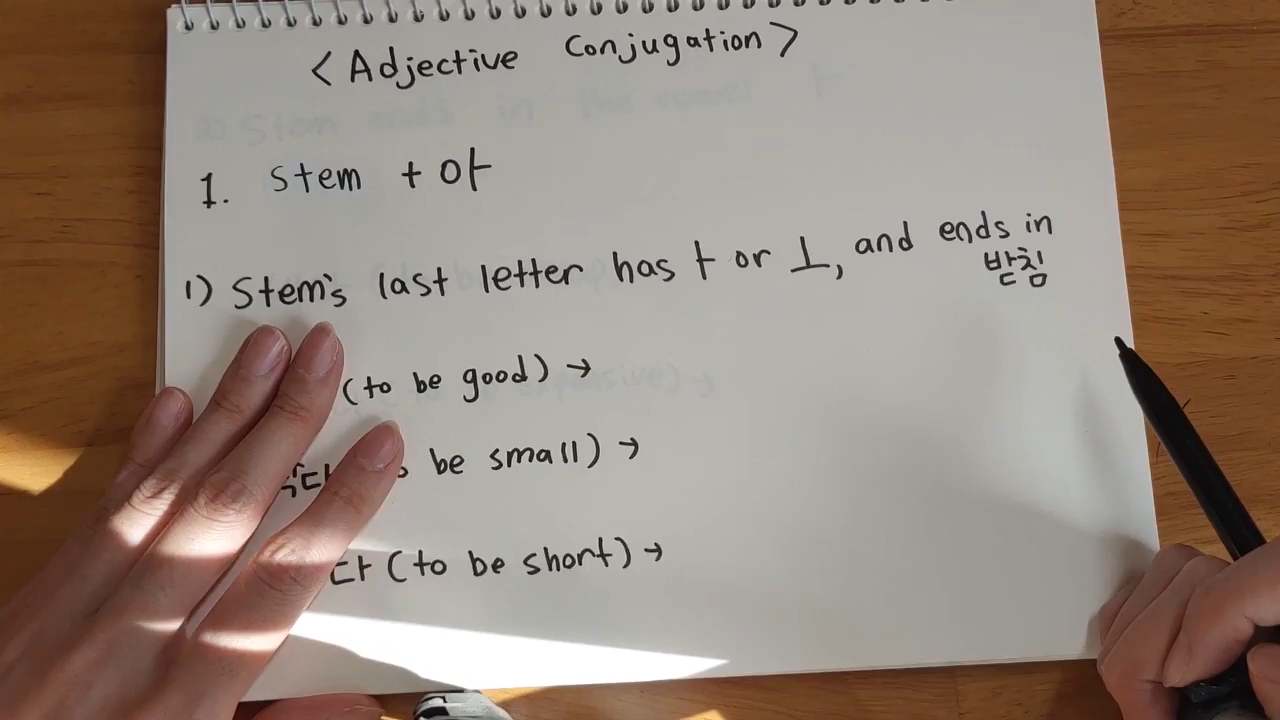 <Adjective Conjugation>
1. Stem + 아
1) Stem's last letter has ㅏ or ㅗ, and ends in
받침
(to be good) →
be small) →
다 (to be short) →